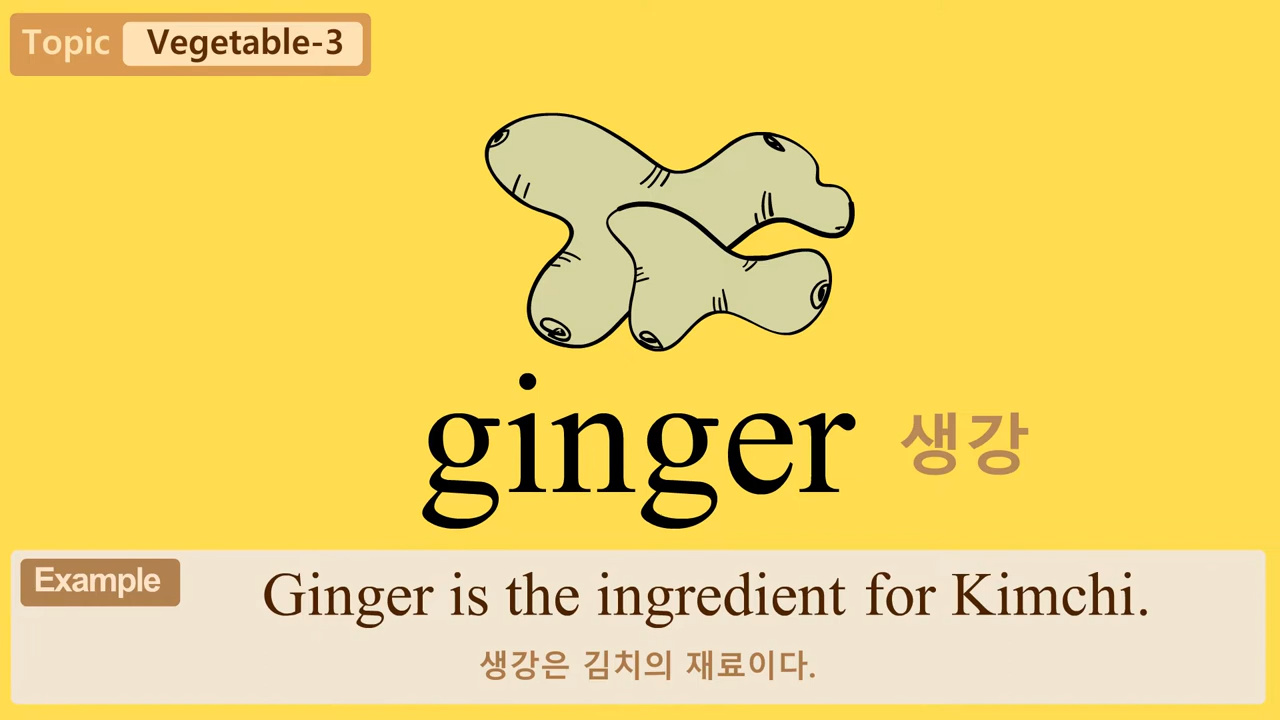 Topic Vegetable-3
ginger 생강
Example
Ginger is the ingredient for Kimchi.
생강은 김치의 재료이다.